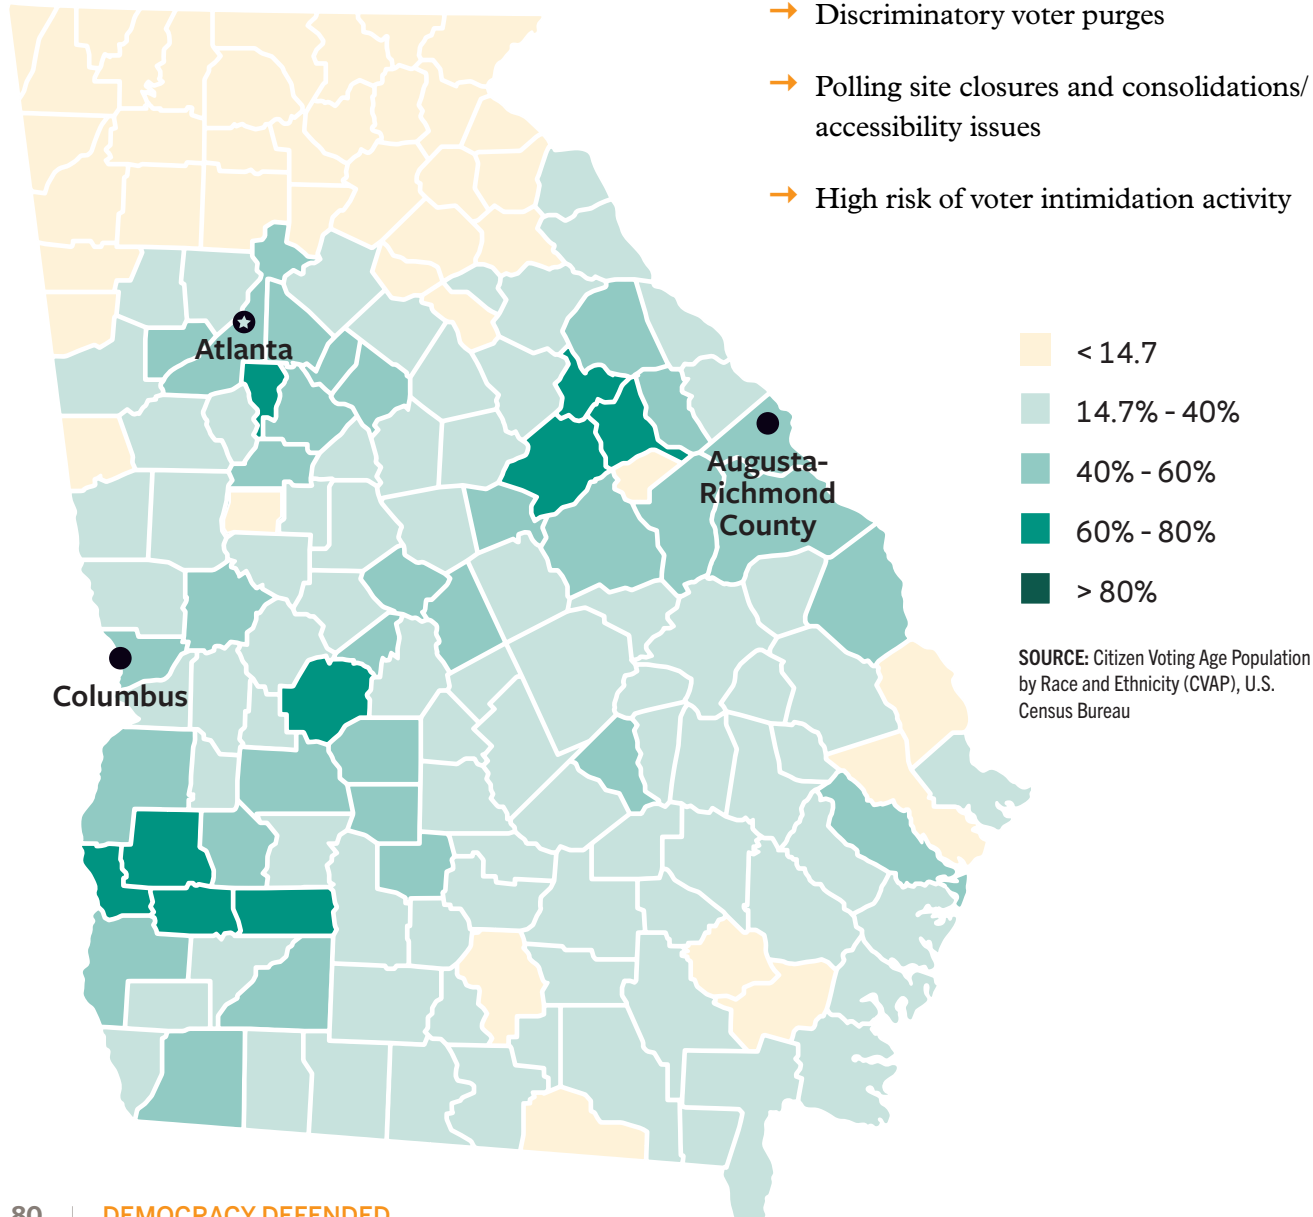 → Discriminatory voter purges
→ Polling site closures and consolidations/
accessibility issues
→ High risk of voter intimidation activity
Atlanta
Augusta-
Richmond
County
Columbus
< 14.7
14.7% - 40%
40% - 60%
60% - 80%
> 80%
SOURCE: Citizen Voting Age Population
by Race and Ethnicity (CVAP), U.S.
Census Bureau
80 | DEMOCRACY DEFENDED